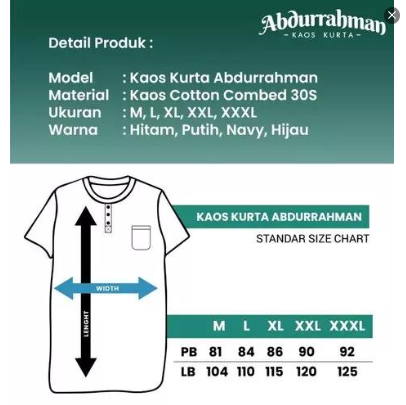 Abdurrahman
- KAOS KURTA -
Detail Produk :
Model : Kaos Kurta Abdurrahman
Material : Kaos Cotton Combed 30S
Ukuran : M, L, XL, XXL, XXXL
Warna : Hitam, Putih, Navy, Hijau
KAOS KURTA ABDURRAHMAN
STANDAR SIZE CHART
WIDTH
LENGHT
M L XL XXL XXXL
PB 81 84 86 90 92
LB 104 110 115 120 125